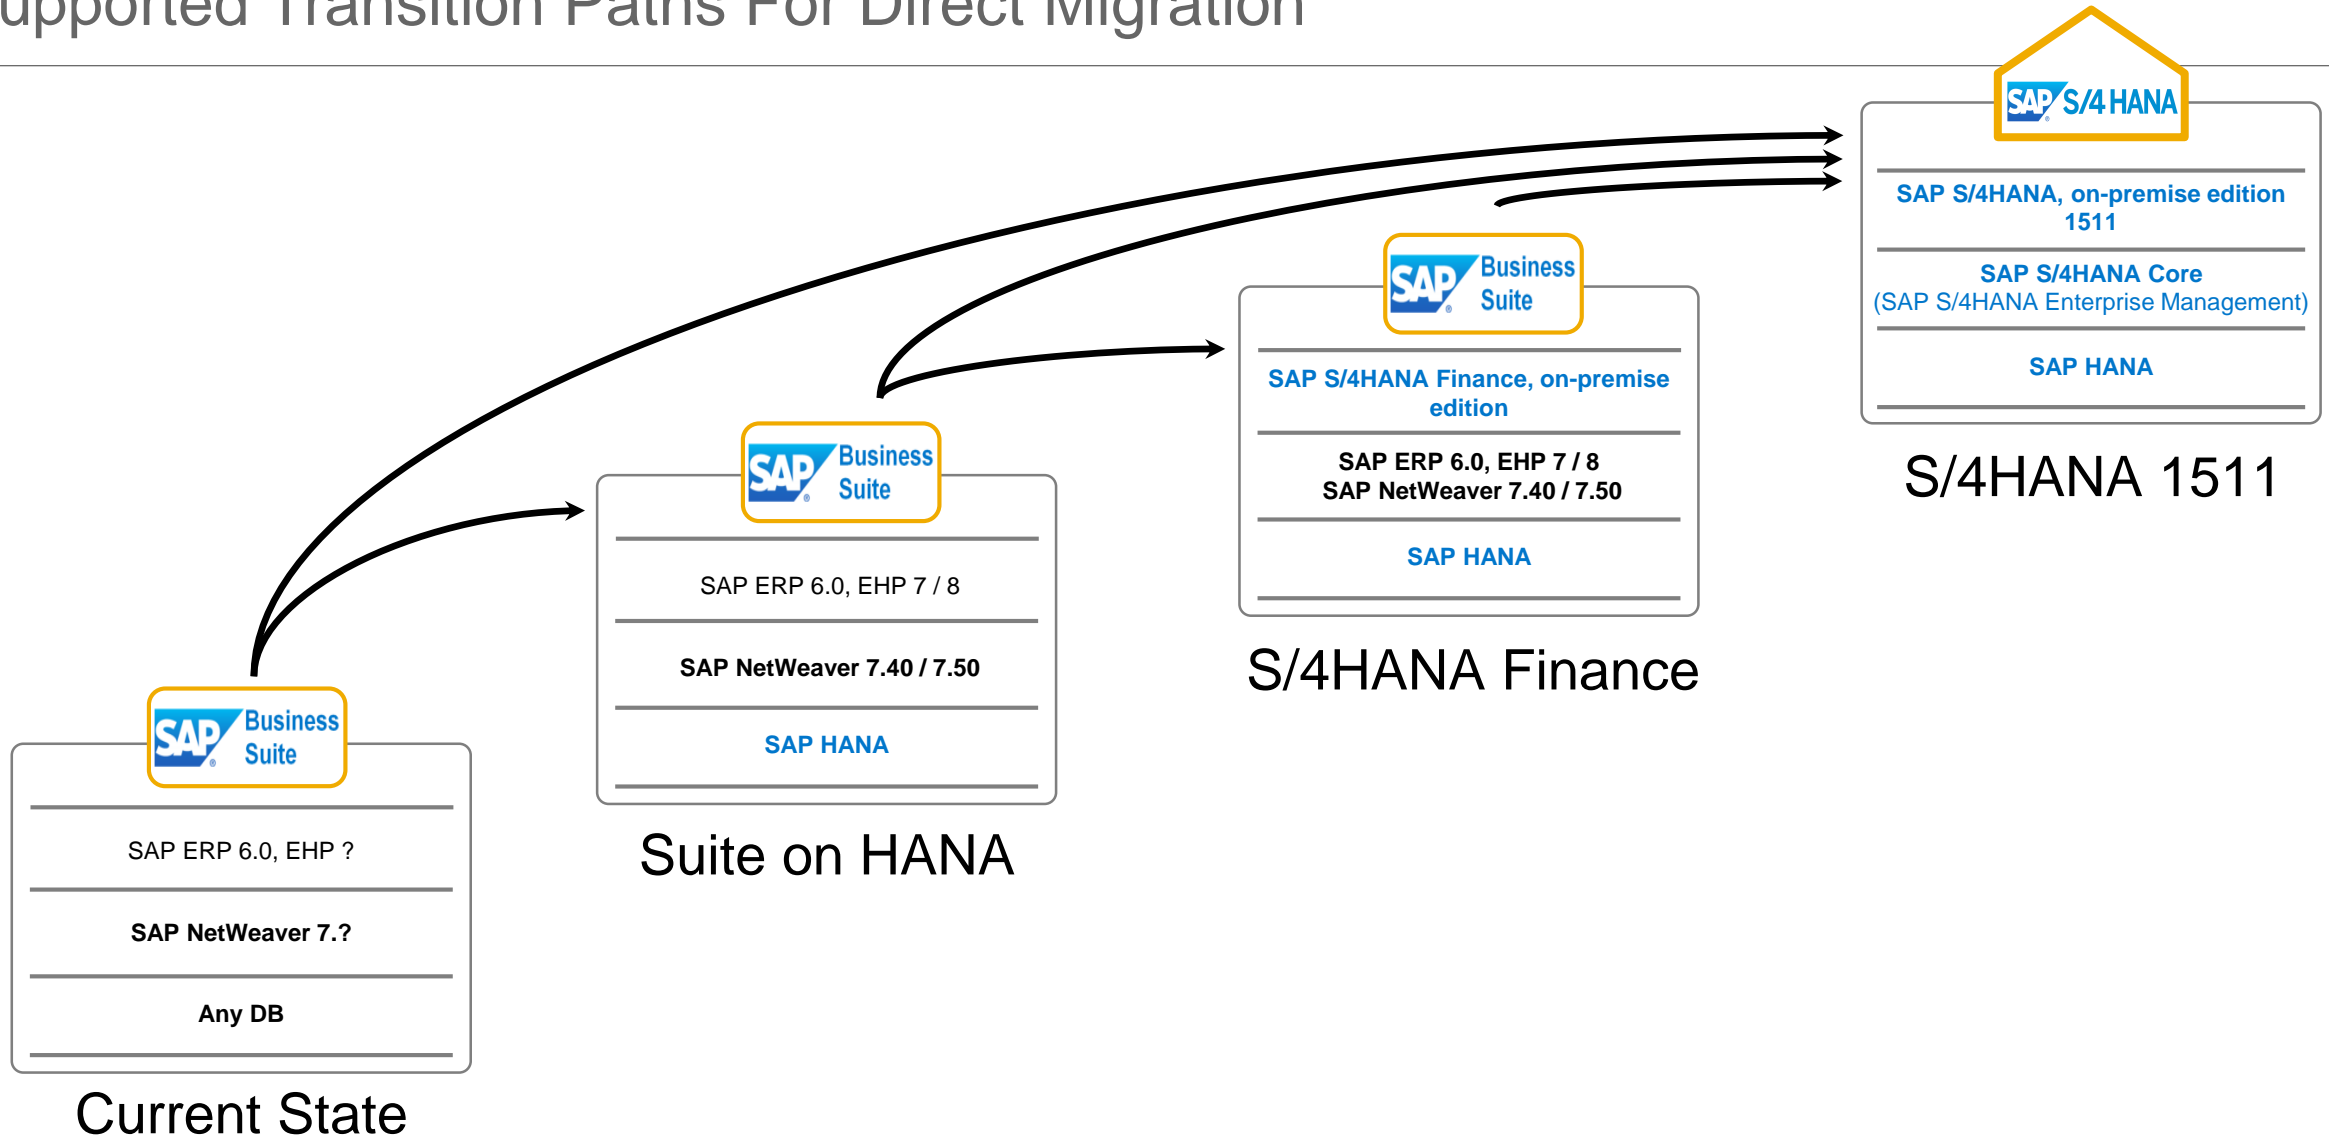 upported Transition Paths For Direct Migration
SAP S/4 HANA
SAP S/4HANA, on-premise edition
1511
SAP S/4HANA Core
(SAP S/4HANA Enterprise Management)
SAP HANA
S/4HANA 1511
SAP Business
Suite
SAP S/4HANA Finance, on-premise
edition
SAP ERP 6.0, EHP 7 / 8
SAP NetWeaver 7.40 / 7.50
SAP HANA
S/4HANA Finance
SAP Business
Suite
SAP ERP 6.0, EHP 7 / 8
SAP NetWeaver 7.40 / 7.50
SAP HANA
Suite on HANA
SAP Business
Suite
SAP ERP 6.0, EHP ?
SAP NetWeaver 7.?
Any DB
Current State